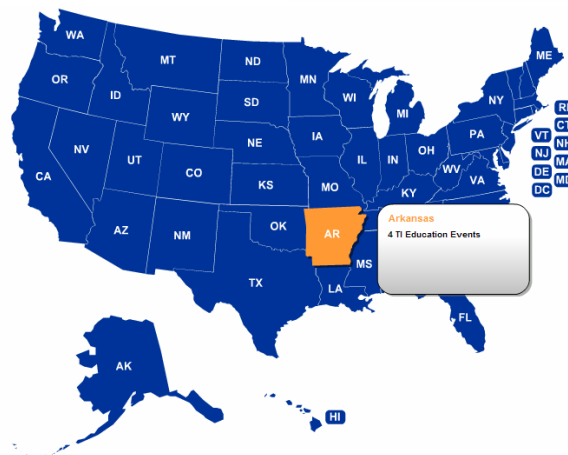 WA
MT
ND
MN
ME
OR
ID
SD
WI
MI
NY
WY
RI
CT
VT
NH
NJ
MA
DE
MD
DC
NV
NE
IA
PA
IL
IN
OH
UT
CO
WV
VA
CA
KS
MO
KY
AZ
NM
OK
AR
Arkansas
4 TI Education Events
MS
TX
LA
FL
AK
HI